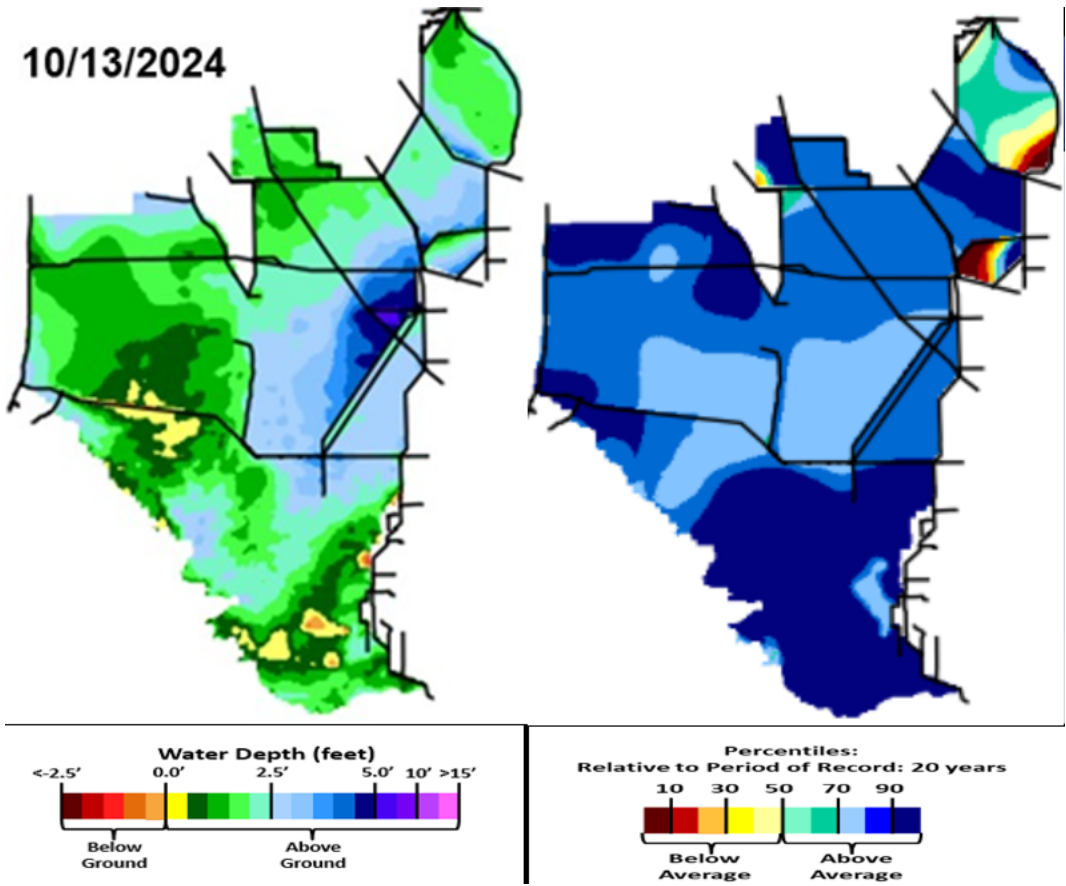 10/13/2024
Water Depth (feet)
<-2.5' 0.0' 2.5' 5.0' 10' >15'
Below
Ground
Above
Ground
Percentiles:
Relative to Period of Record: 20 years
10 30 50 70 90
Below
Average
Above
Average